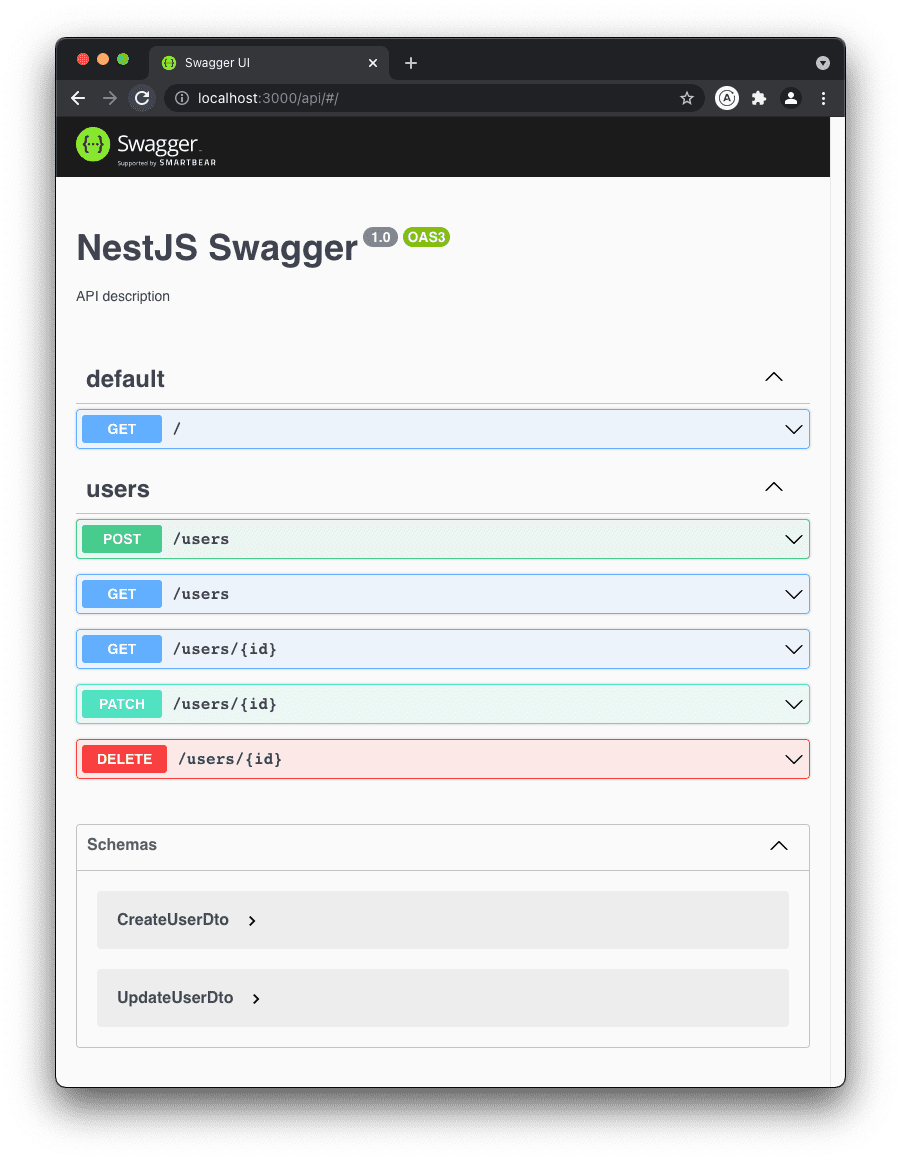 Swagger UI
localhost:3000/api/#/
Swagger
Supported by SMARTBEAR
NestJS Swagger 1.0 OAS3
API description
default
GET /
users
POST /users
GET /users
GET /users/{id}
PATCH /users/{id}
DELETE /users/{id}
Schemas
CreateUserDto
UpdateUserDto